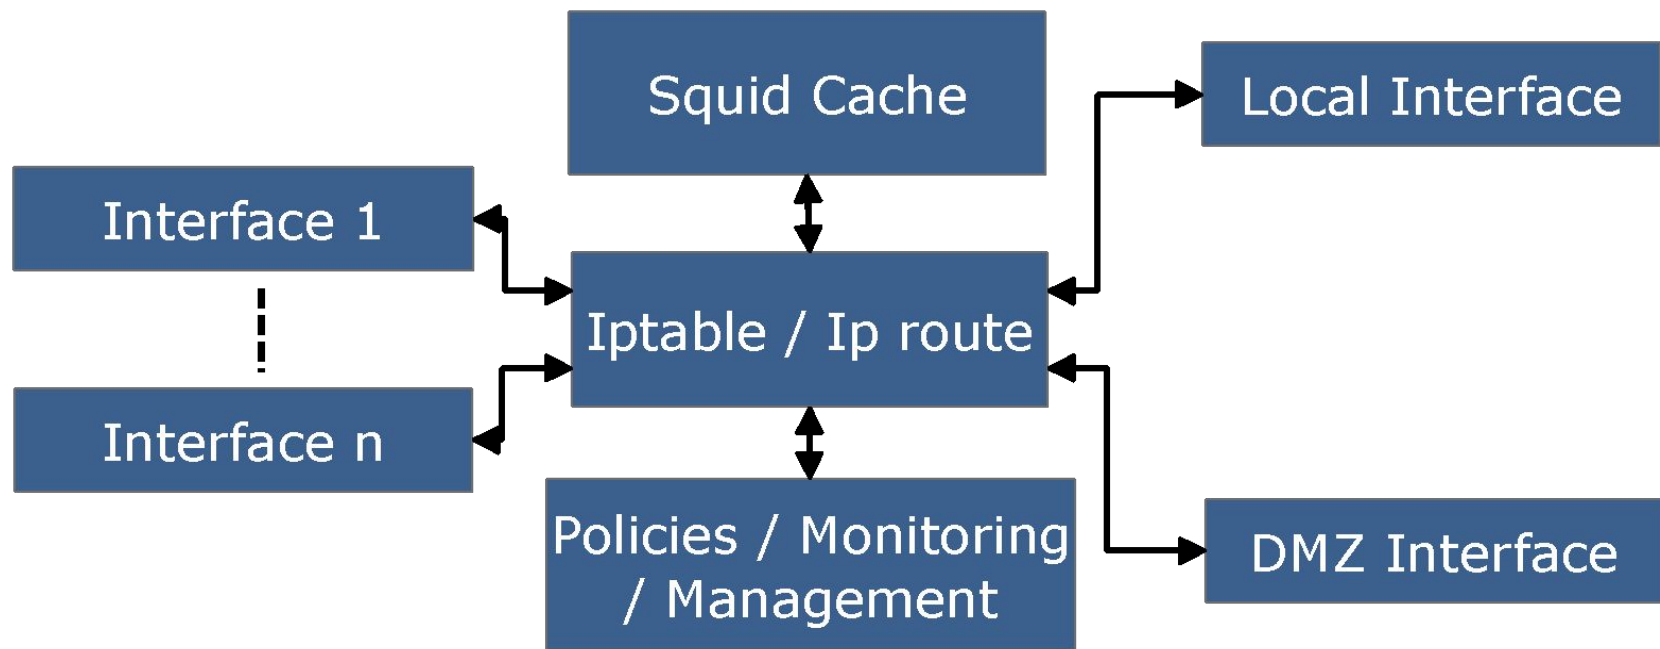 Squid Cache
Local Interface
Interface 1
Iptable / Ip route
Interface n
Policies / Monitoring
/ Management
DMZ Interface